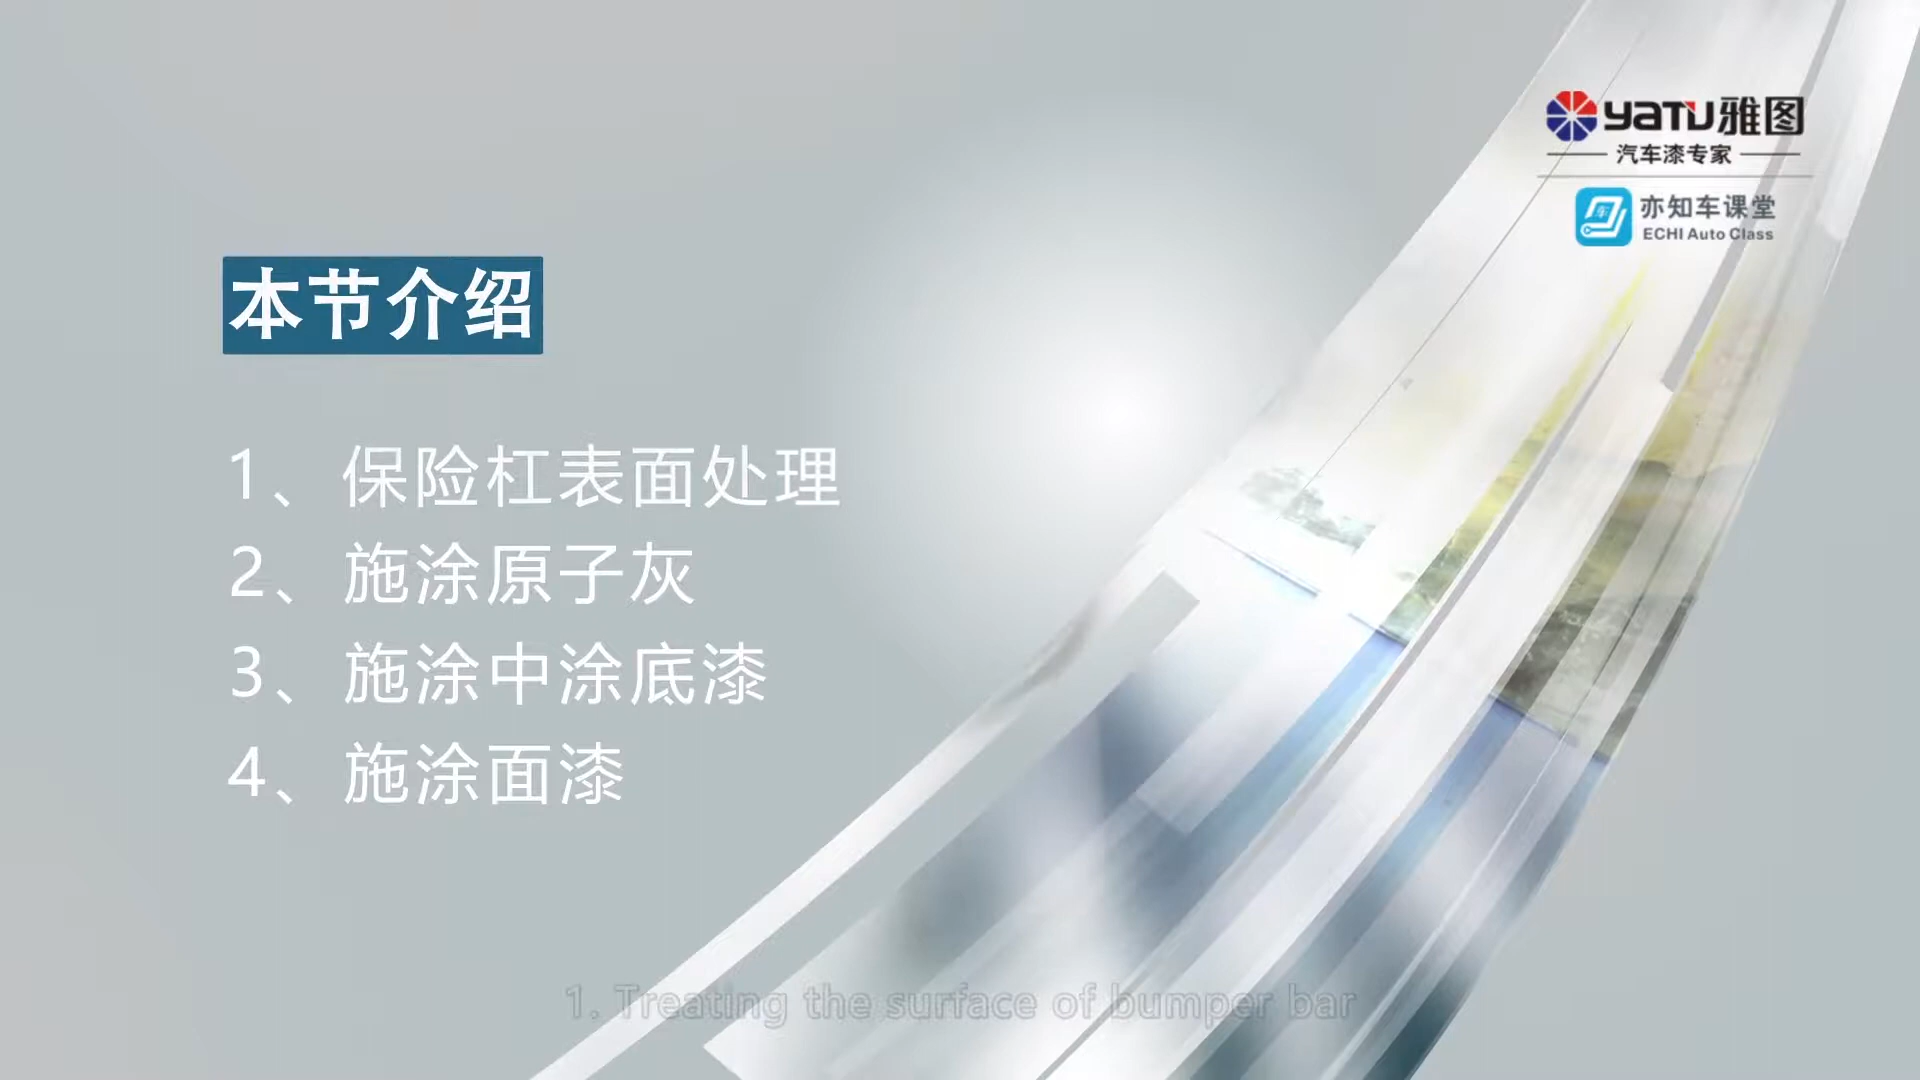 yatu雅图
汽车漆专家
亦知车课堂
ECHI Auto Class
本节介绍
1、保险杠表面处理
2、施涂原子灰
3、施涂中涂底漆
4、施涂面漆
1. Treating the surface of bumper bar